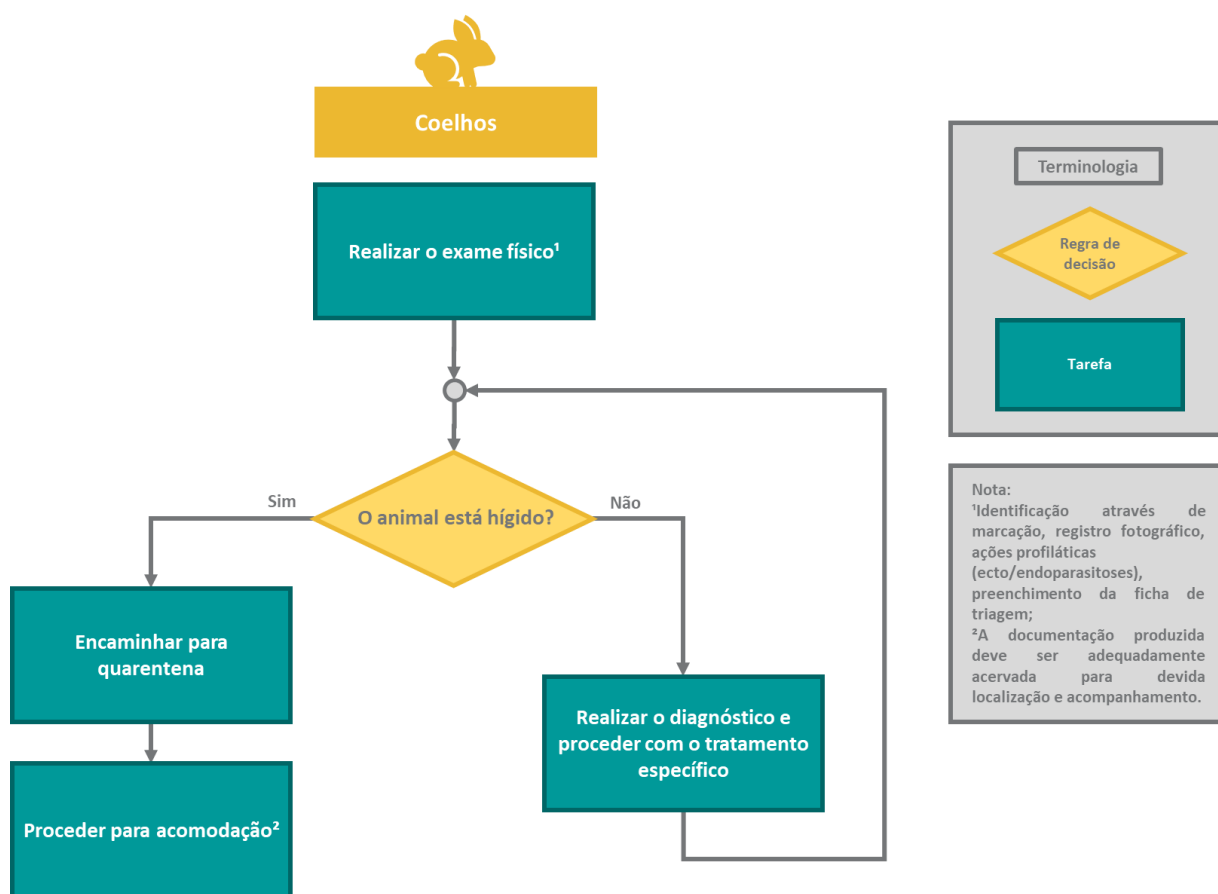 Coelhos
Realizar o exame físico¹
O animal está hígido?
Sim
Não
Encaminhar para
quarentena
Proceder para acomodação²
Realizar o diagnóstico e
proceder com o tratamento
específico
Terminologia
Regra de
decisão
Tarefa
Nota:
¹Identificação através de
marcação, registro fotográfico,
ações profiláticas
(ecto/endoparasitoses),
preenchimento da ficha de
triagem;
²A documentação produzida
deve ser adequadamente
acervada para devida
localização e acompanhamento.